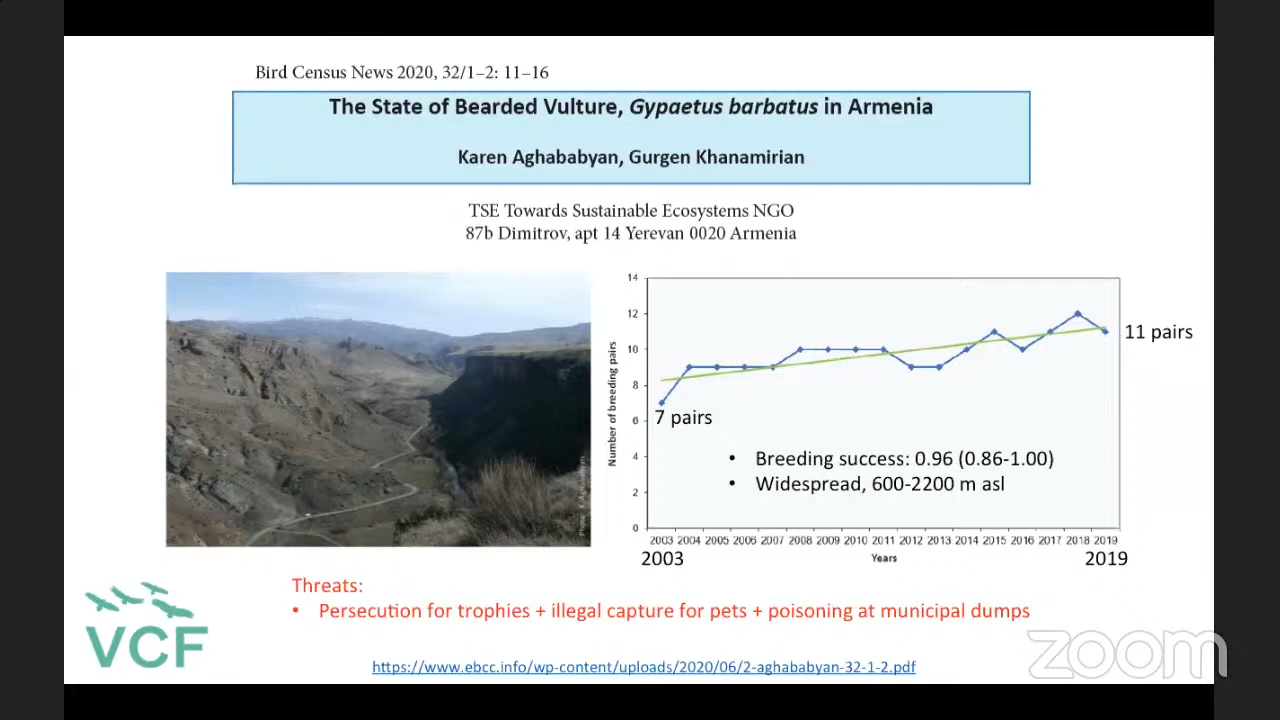 Bird Census News 2020, 32/1–2: 11–16
The State of Bearded Vulture, Gypaetus barbatus in Armenia
Karen Aghababyan, Gurgen Khanamirian
TSE Towards Sustainable Ecosystems NGO
87b Dimitrov, apt 14 Yerevan 0020 Armenia
Photo: K. Aghababyan
Number of breeding pairs
14
12
10
8
6
4
2
0
11 pairs
7 pairs
• Breeding success: 0.96 (0.86-1.00)
• Widespread, 600-2200 m asl
2003 2004 2005 2006 2007 2008 2009 2010 2011 2012 2013 2014 2015 2016 2017 2018 2019
2003
Years
2019
Threats:
• Persecution for trophies + illegal capture for pets + poisoning at municipal dumps
VCF
zoom
https://www.ebcc.info/wp-content/uploads/2020/06/2-aghababyan-32-1-2.pdf